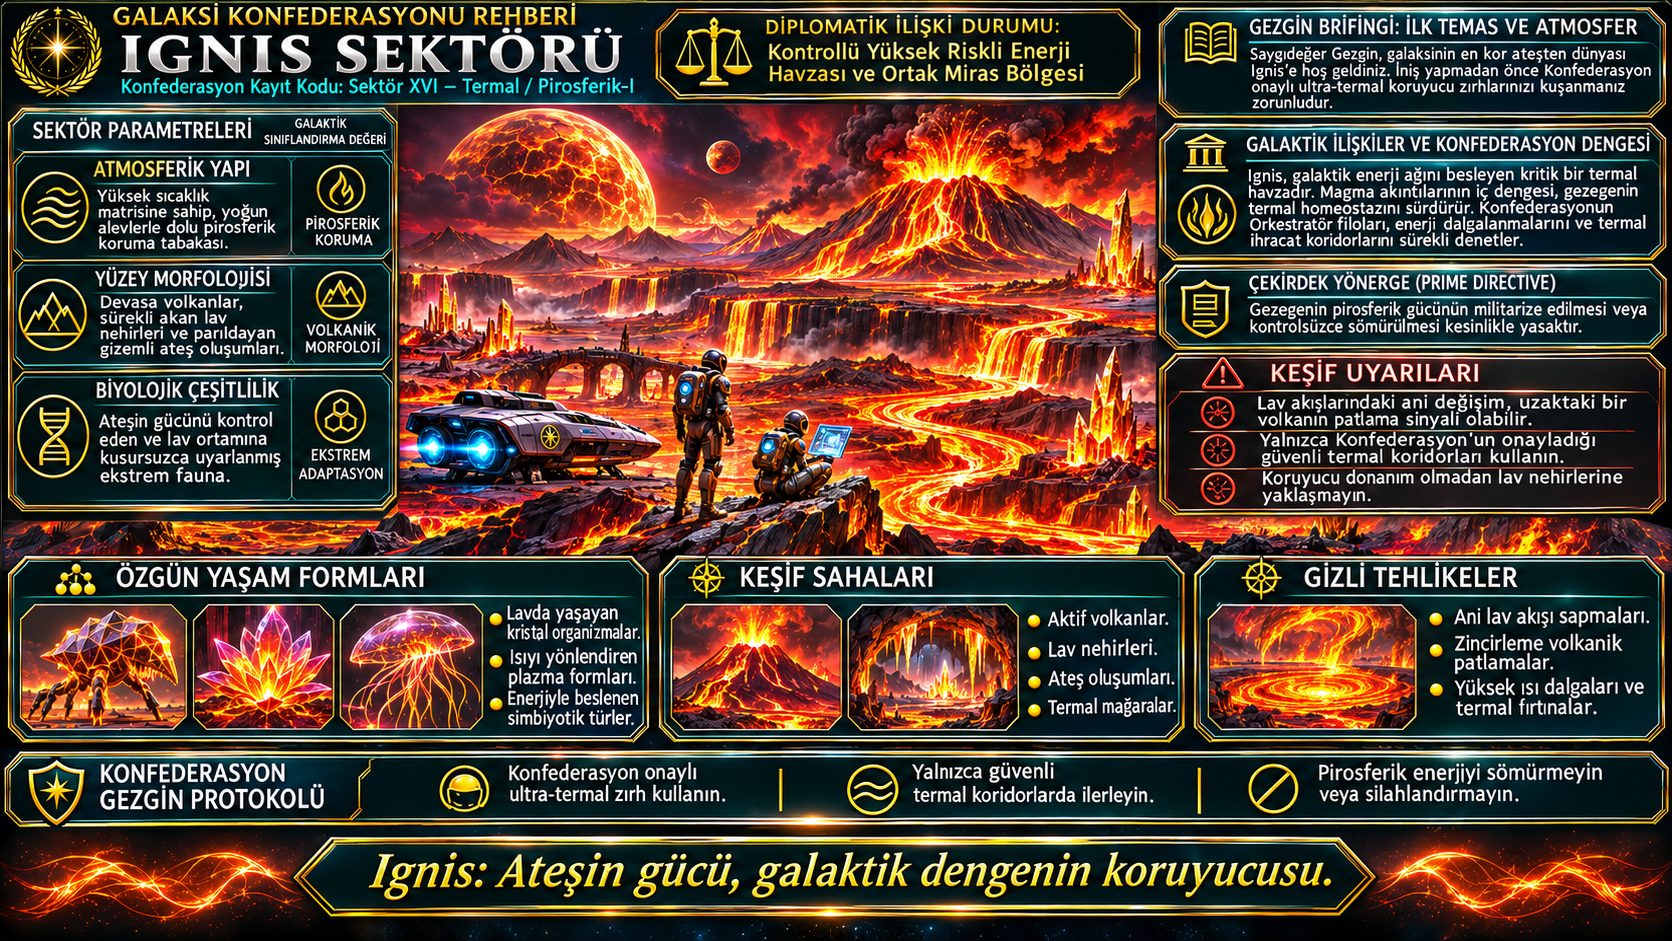 GALAKSİ KONFEDERASYONU REHBERİ
IGNIS SEKTÖRÜ
Konfederasyon Kayıt Kodu: Sektör XVI – Termal / Pirosferik-I
DİPLOMATİK İLİŞKİ DURUMU:
Kontrollü Yüksek Riskli Enerji
Havzası ve Ortak Miras Bölgesi
GEZGİN BRİFİNGİ: İLK TEMAS VE ATMOSFER
Saygıdeğer Gezgin, galaksinin en kor ateşten dünyası
Ignis'e hoş geldiniz. İniş yapmadan önce Konfederasyon
onaylı ultra-termal koruyucu zırhlarınızı kuşanmanız
zorunludur.
SEKTÖR PARAMETRELERİ
GALAKTİK
SINIFLANDIRMA DEĞERİ
ATMOSFERİK YAPI
Yüksek sıcaklık
matrisine sahip, yoğun
alevlerle dolu pirosferik
koruma tabakası.
PİROSFERİK
KORUMA
YÜZEY MORFOLOJİSİ
Devasa volkanlar,
sürekli akan lav
nehirleri ve parıldayan
gizemli ateş oluşumları.
VOLKANİK
MORFOLOJİ
BİYOLOJİK ÇEŞİTLİLİK
Ateşin gücünü kontrol
eden ve lav ortamına
kusursuzca uyarlanmış
ekstrem fauna.
EKSTREM
ADAPTASYON
GALAKTİK İLİŞKİLER VE KONFEDERASYON DENGESİ
Ignis, galaktik enerji ağını besleyen kritik bir termal
havzadır. Magma akıntılarının iç dengesi, gezegenin
termal homeostazını sürdürür. Konfederasyonun
Orkestratör filoları, enerji dalgalanmalarını ve termal
ihracat koridorlarını sürekli denetler.
ÇEKİRDEK YÖNERGE (PRIME DIRECTIVE)
Gezegenin pirosferik gücünün militarize edilmesi veya
kontrolsüzce sömürülmesi kesinlikle yasaktır.
KEŞİF UYARILARI
Lav akışlarındaki ani değişim, uzaktaki bir
volkanın patlama sinyali olabilir.
Yalnızca Konfederasyon'un onayladığı
güvenli termal koridorları kullanın.
Koruyucu donanım olmadan lav nehirlerine
yaklaşmayın.
ÖZGÜN YAŞAM FORMLARI
Lavda yaşayan
kristal organizmalar.
Isıyı yönlendiren
plazma formları.
Enerjiyle beslenen
simbiyotik türler.
KEŞİF SAHALARI
Aktif volkanlar.
Lav nehirleri.
Ateş oluşumları.
Termal mağaralar.
GİZLİ TEHLİKELER
Ani lav akışı sapmaları.
Zincirleme volkanik
patlamalar.
Yüksek ısı dalgaları ve
termal fırtınalar.
KONFEDERASYON
GEZGİN PROTOKOLÜ
Konfederasyon onaylı
ultra-termal zırh kullanın.
Yalnızca güvenli
termal koridorlarda ilerleyin.
Pirosferik enerjiyi sömürmeyin
veya silahlandırmayın.
Ignis: Ateşin gücü, galaktik dengenin koruyucusu.